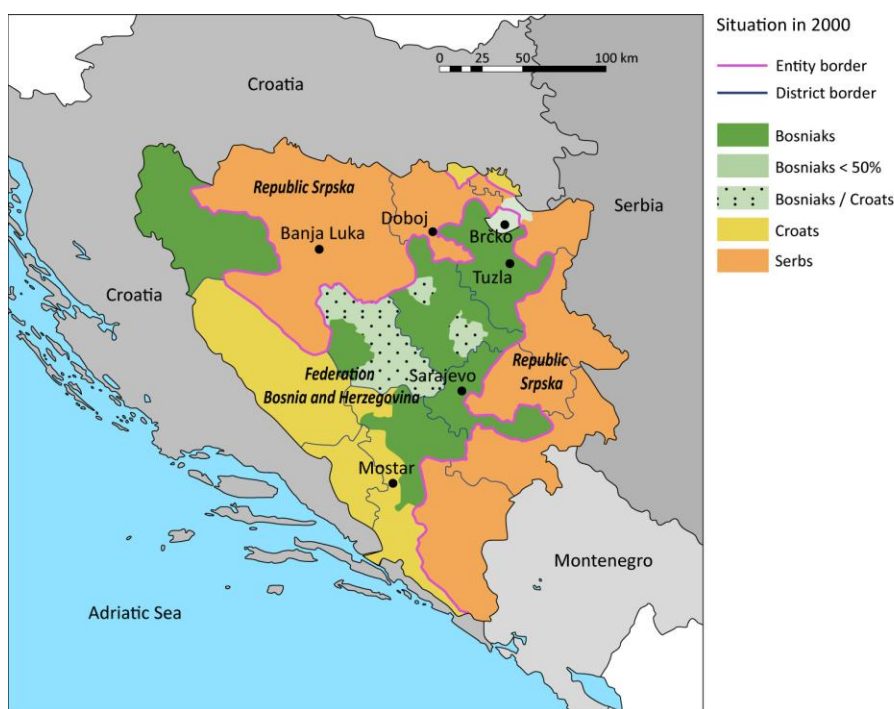 Situation in 2000
Entity border
District border
Bosniaks
Bosniaks < 50%
Bosniaks / Croats
Croats
Serbs
0 25 50 100 km
Croatia
Republic Srpska
Doboj
Serbia
Banja Luka
Brčko
Tuzla
Croatia
Republic
Srpska
Federation
Sarajevo
Bosnia and Herzegovina
Mostar
Montenegro
Adriatic Sea